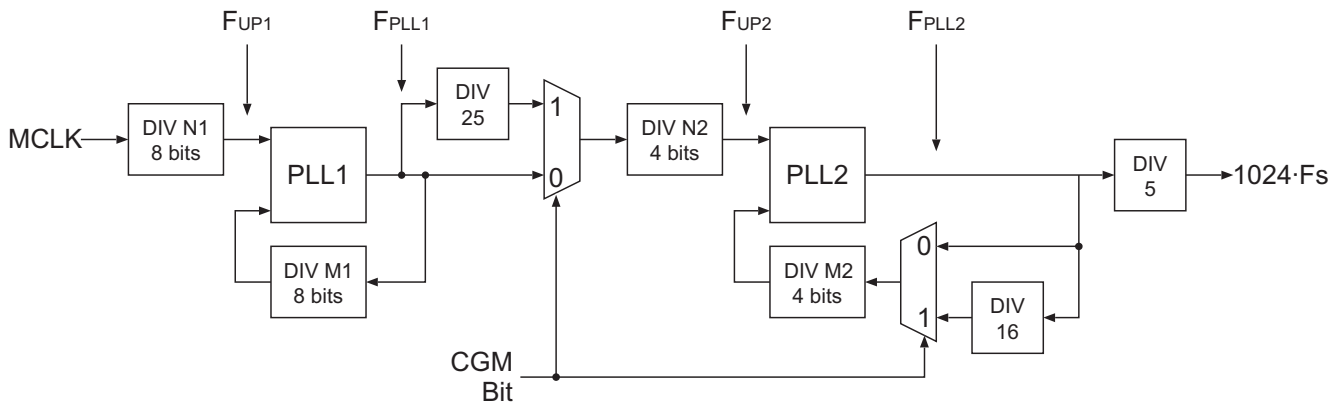 FUP1
FPLL1
FUP2
FPLL2
MCLK
DIV N1
8 bits
PLL1
DIV
25
1
0
DIV N2
4 bits
PLL2
DIV
5
1024·Fs
DIV M1
8 bits
DIV M2
4 bits
0
1
DIV
16
CGM
Bit